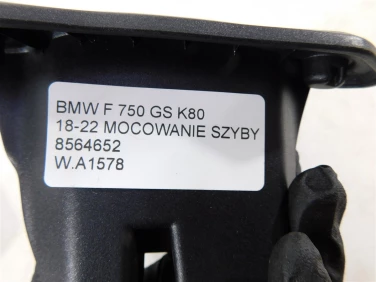 BMW F 750 GS K80
18-22 MOCOWANIE SZYBY
8564652
W.A1578